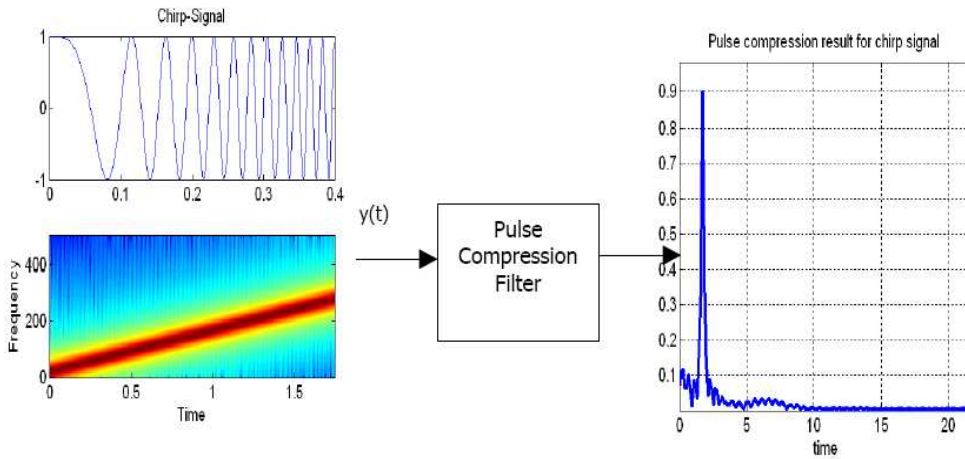 Chirp-Signal
1
0
-1
0 0.1 0.2 0.3 0.4
Frequency
400
200
0
0 0.5 1 1.5
Time
y(t)
Pulse
Compression
Filter
Pulse compression result for chirp signal
0.9
0.8
0.7
0.6
0.5
0.4
0.3
0.2
0.1
0 5 10 15 20
time